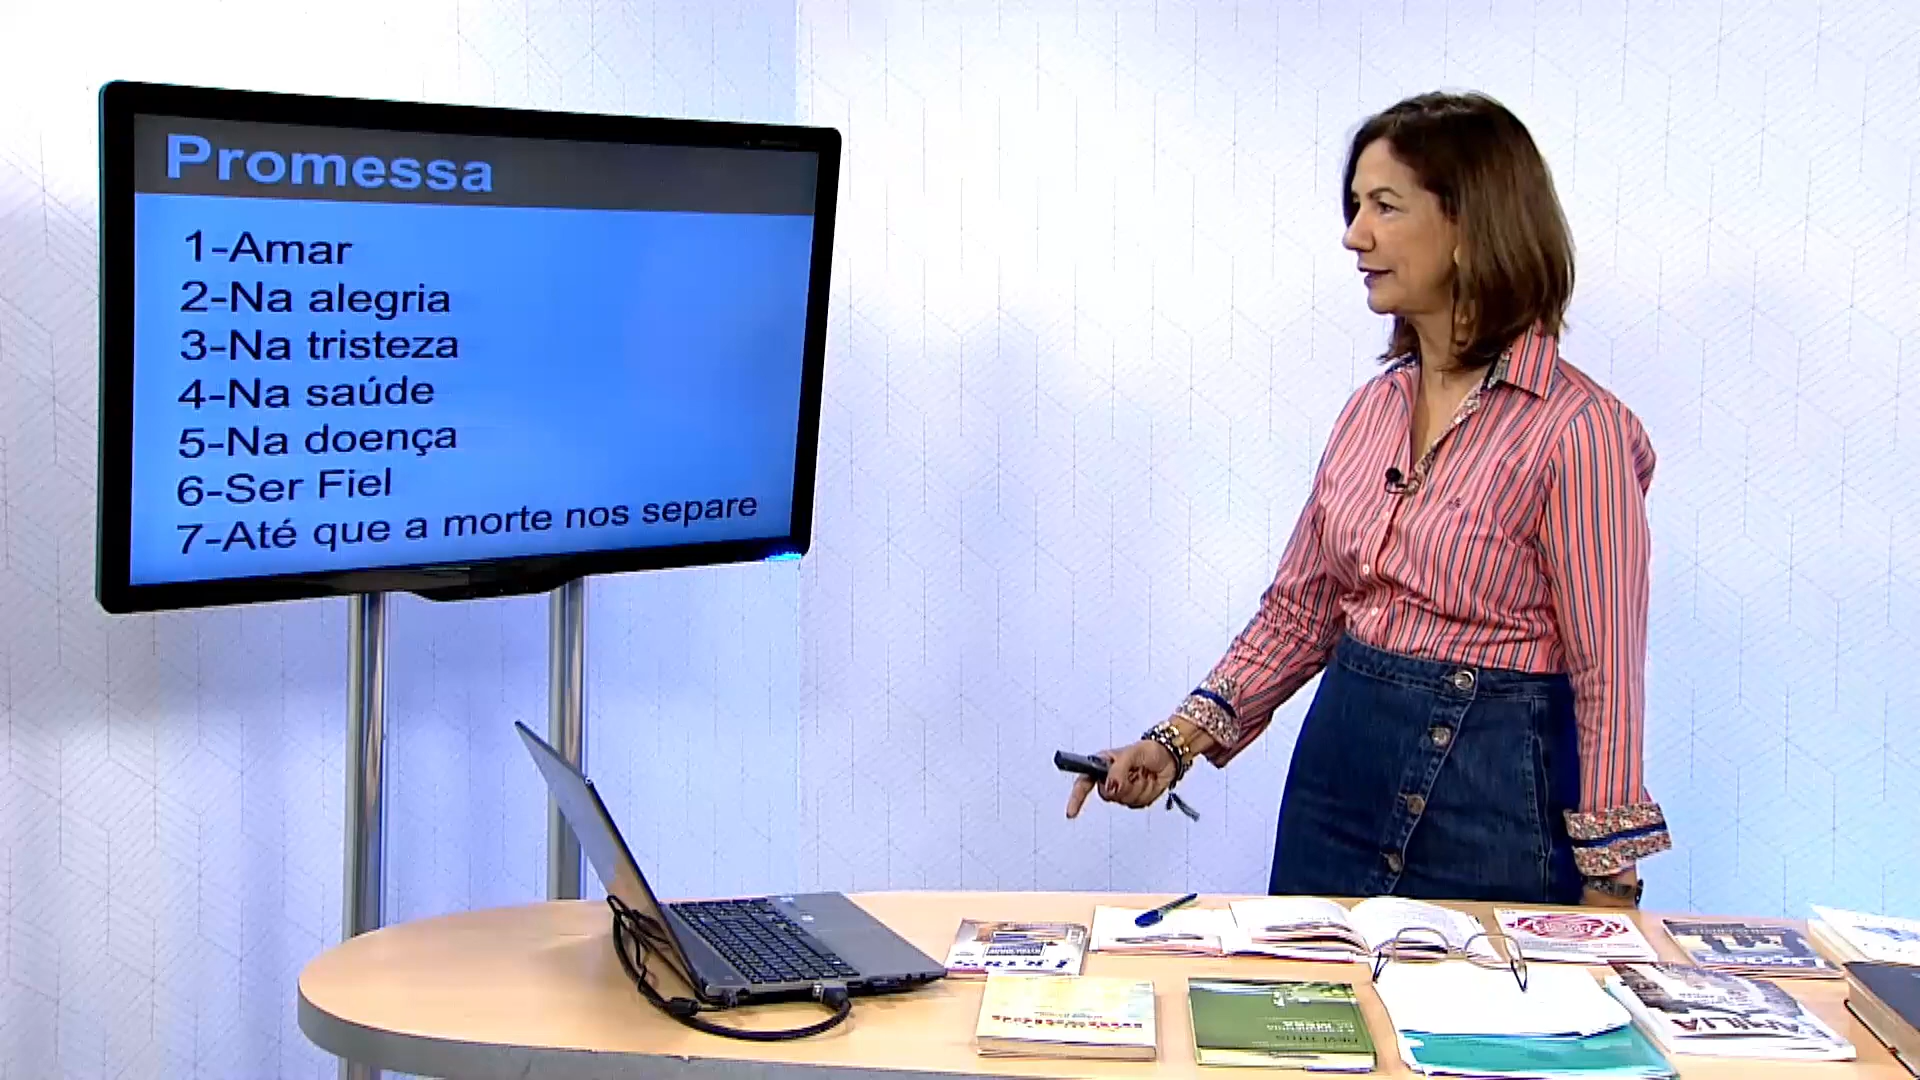 Promessa
1-Amar
2-Na alegria
3-Na tristeza
4-Na saúde
5-Na doença
6-Ser Fiel
7-Até que a morte nos separe